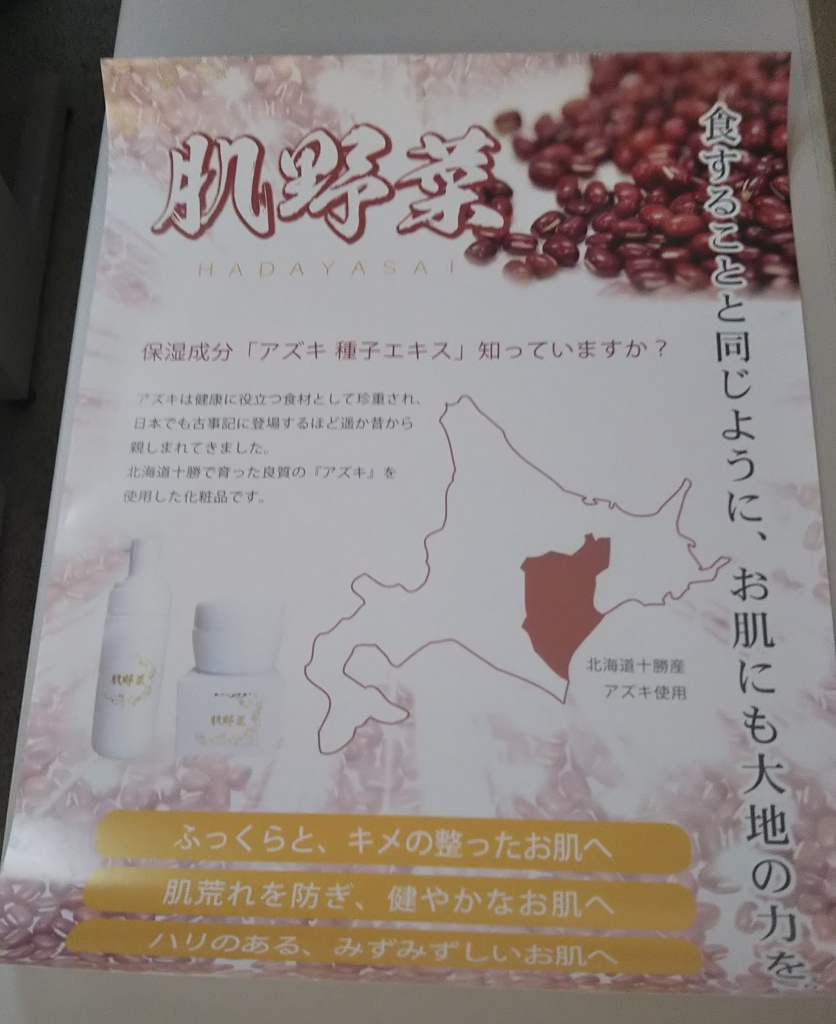 肌野菜
HADAYASAI
食することと同じように、お肌にも大地の力を
保湿成分「アズキ 種子エキス」知っていますか？
アズキは健康に役立つ食材として珍重され、
日本でも古事記に登場するほど遥か昔から
親しまれてきました。
北海道十勝で育った良質の『アズキ』を
使用した化粧品です。
北海道十勝産
アズキ使用
肌野菜
肌野菜
ふっくらと、キメの整ったお肌へ
肌荒れを防ぎ、健やかなお肌へ
ハリのある、みずみずしいお肌へ